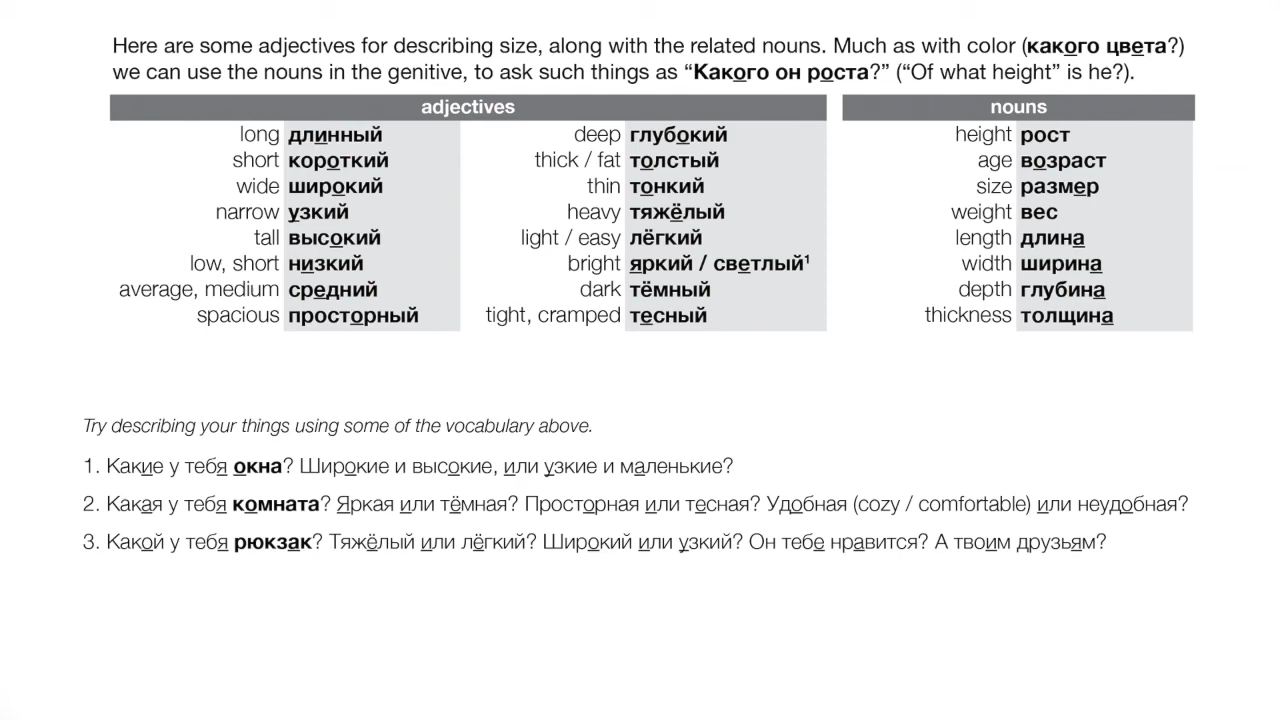 Here are some adjectives for describing size, along with the related nouns. Much as with color (какого цвета?)
we can use the nouns in the genitive, to ask such things as “Какого он роста?” (“Of what height” is he?).
adjectives nouns
long длинный deep глубокий height рост
short короткий thick / fat толстый age возраст
wide широкий thin тонкий size размер
narrow узкий heavy тяжёлый weight вес
tall высокий light / easy лёгкий length длина
low, short низкий bright яркий / светлый¹ width ширина
average, medium средний dark тёмный depth глубина
spacious просторный tight, cramped тесный thickness толщина
Try describing your things using some of the vocabulary above.
1. Какие у тебя окна? Широкие и высокие, или узкие и маленькие?
2. Какая у тебя комната? Яркая или тёмная? Просторная или тесная? Удобная (cozy / comfortable) или неудобная?
3. Какой у тебя рюкзак? Тяжёлый или лёгкий? Широкий или узкий? Он тебе нравится? А твоим друзьям?